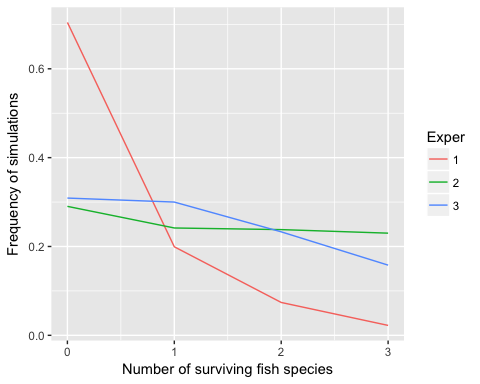 0.6
0.4
0.2
0.0
Frequency of simulations
0 1 2 3
Number of surviving fish species
Exper
1
2
3